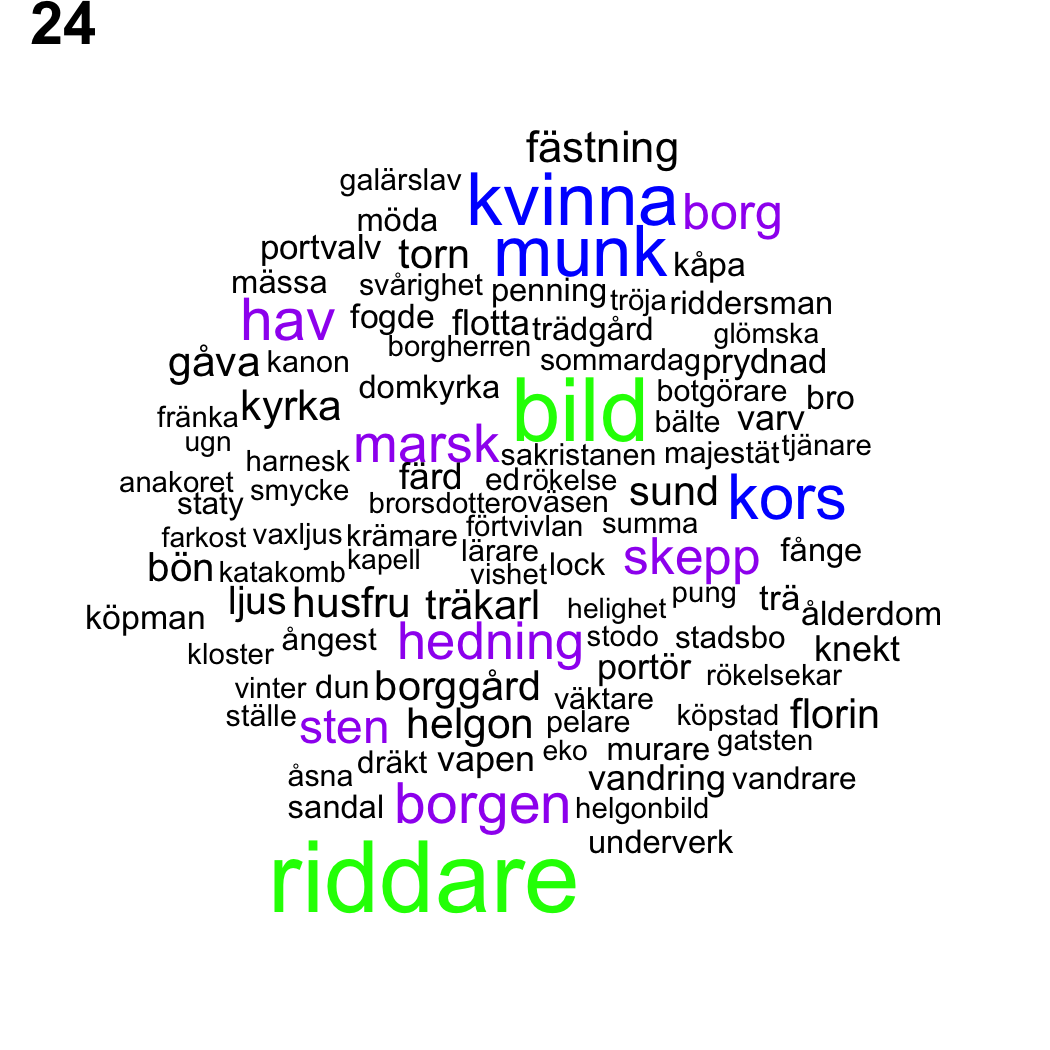 24
fästning
galärslav kvinna borg
möda
portvalv torn munk kåpa
mässa svårighet penning tröja riddersman
hav fogde flotta trädgård glömska
borgherren sommardag prydnad
gåva kanon
domkyrka bild botgörare bro
fränka kyrka bälte varv
ugn marsk sakristanen majestät tjänare
harnesk
anakoret smycke färd ed rökelse sund kors
staty brorsdotter oväsen
farkost vaxljus krämare förtvivlan summa
kapell lärare skepp fånge
bön katakomb vishet lock
köpman ljus husfru träkarl helighet pung trä ålderdom
kloster ångest hedning stodo stadsbo knekt
portör rökelsekar
vinter dun borggård väktare
ställe sten helgon pelare köpstad florin
eko murare gatsten
åsna dräkt vapen vandring vandrare
sandal borgen helgonbild
underverk
riddare